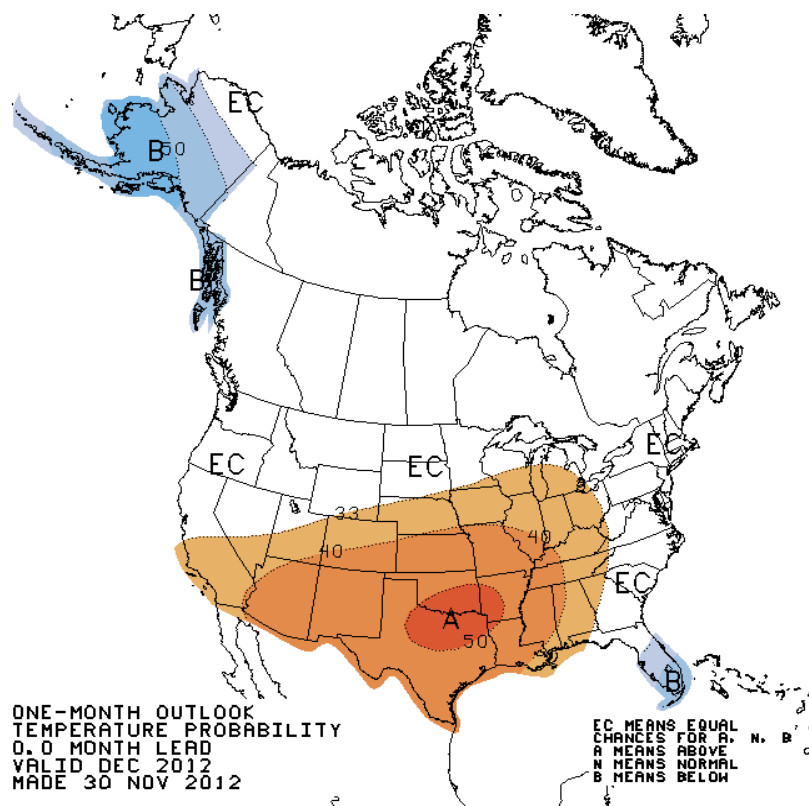 EC
B 50
B
EC
EC
EC
33
33
40
40
EC
A
50
B
ONE-MONTH OUTLOOK
TEMPERATURE PROBABILITY
0.0 MONTH LEAD
VALID DEC 2012
MADE 30 NOV 2012
EC MEANS EQUAL
CHANCES FOR A, N, B
A MEANS ABOVE
N MEANS NORMAL
B MEANS BELOW